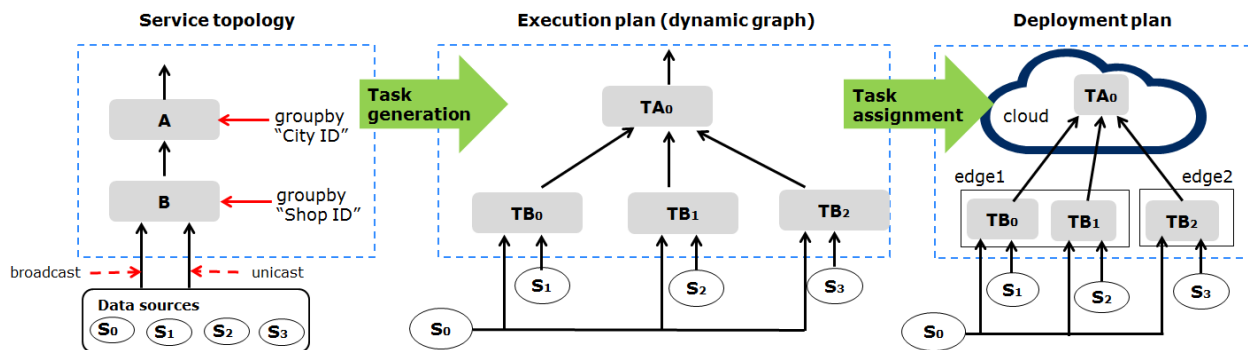 Service topology
A
groupby
“City ID”
B
groupby
“Shop ID”
broadcast
unicast
Data sources
S0
S1
S2
S3
Task
generation
Execution plan (dynamic graph)
TA0
TB0
TB1
TB2
S1
S2
S3
S0
Task
assignment
Deployment plan
TA0
cloud
edge1
edge2
TB0
TB1
TB2
S1
S2
S3
S0